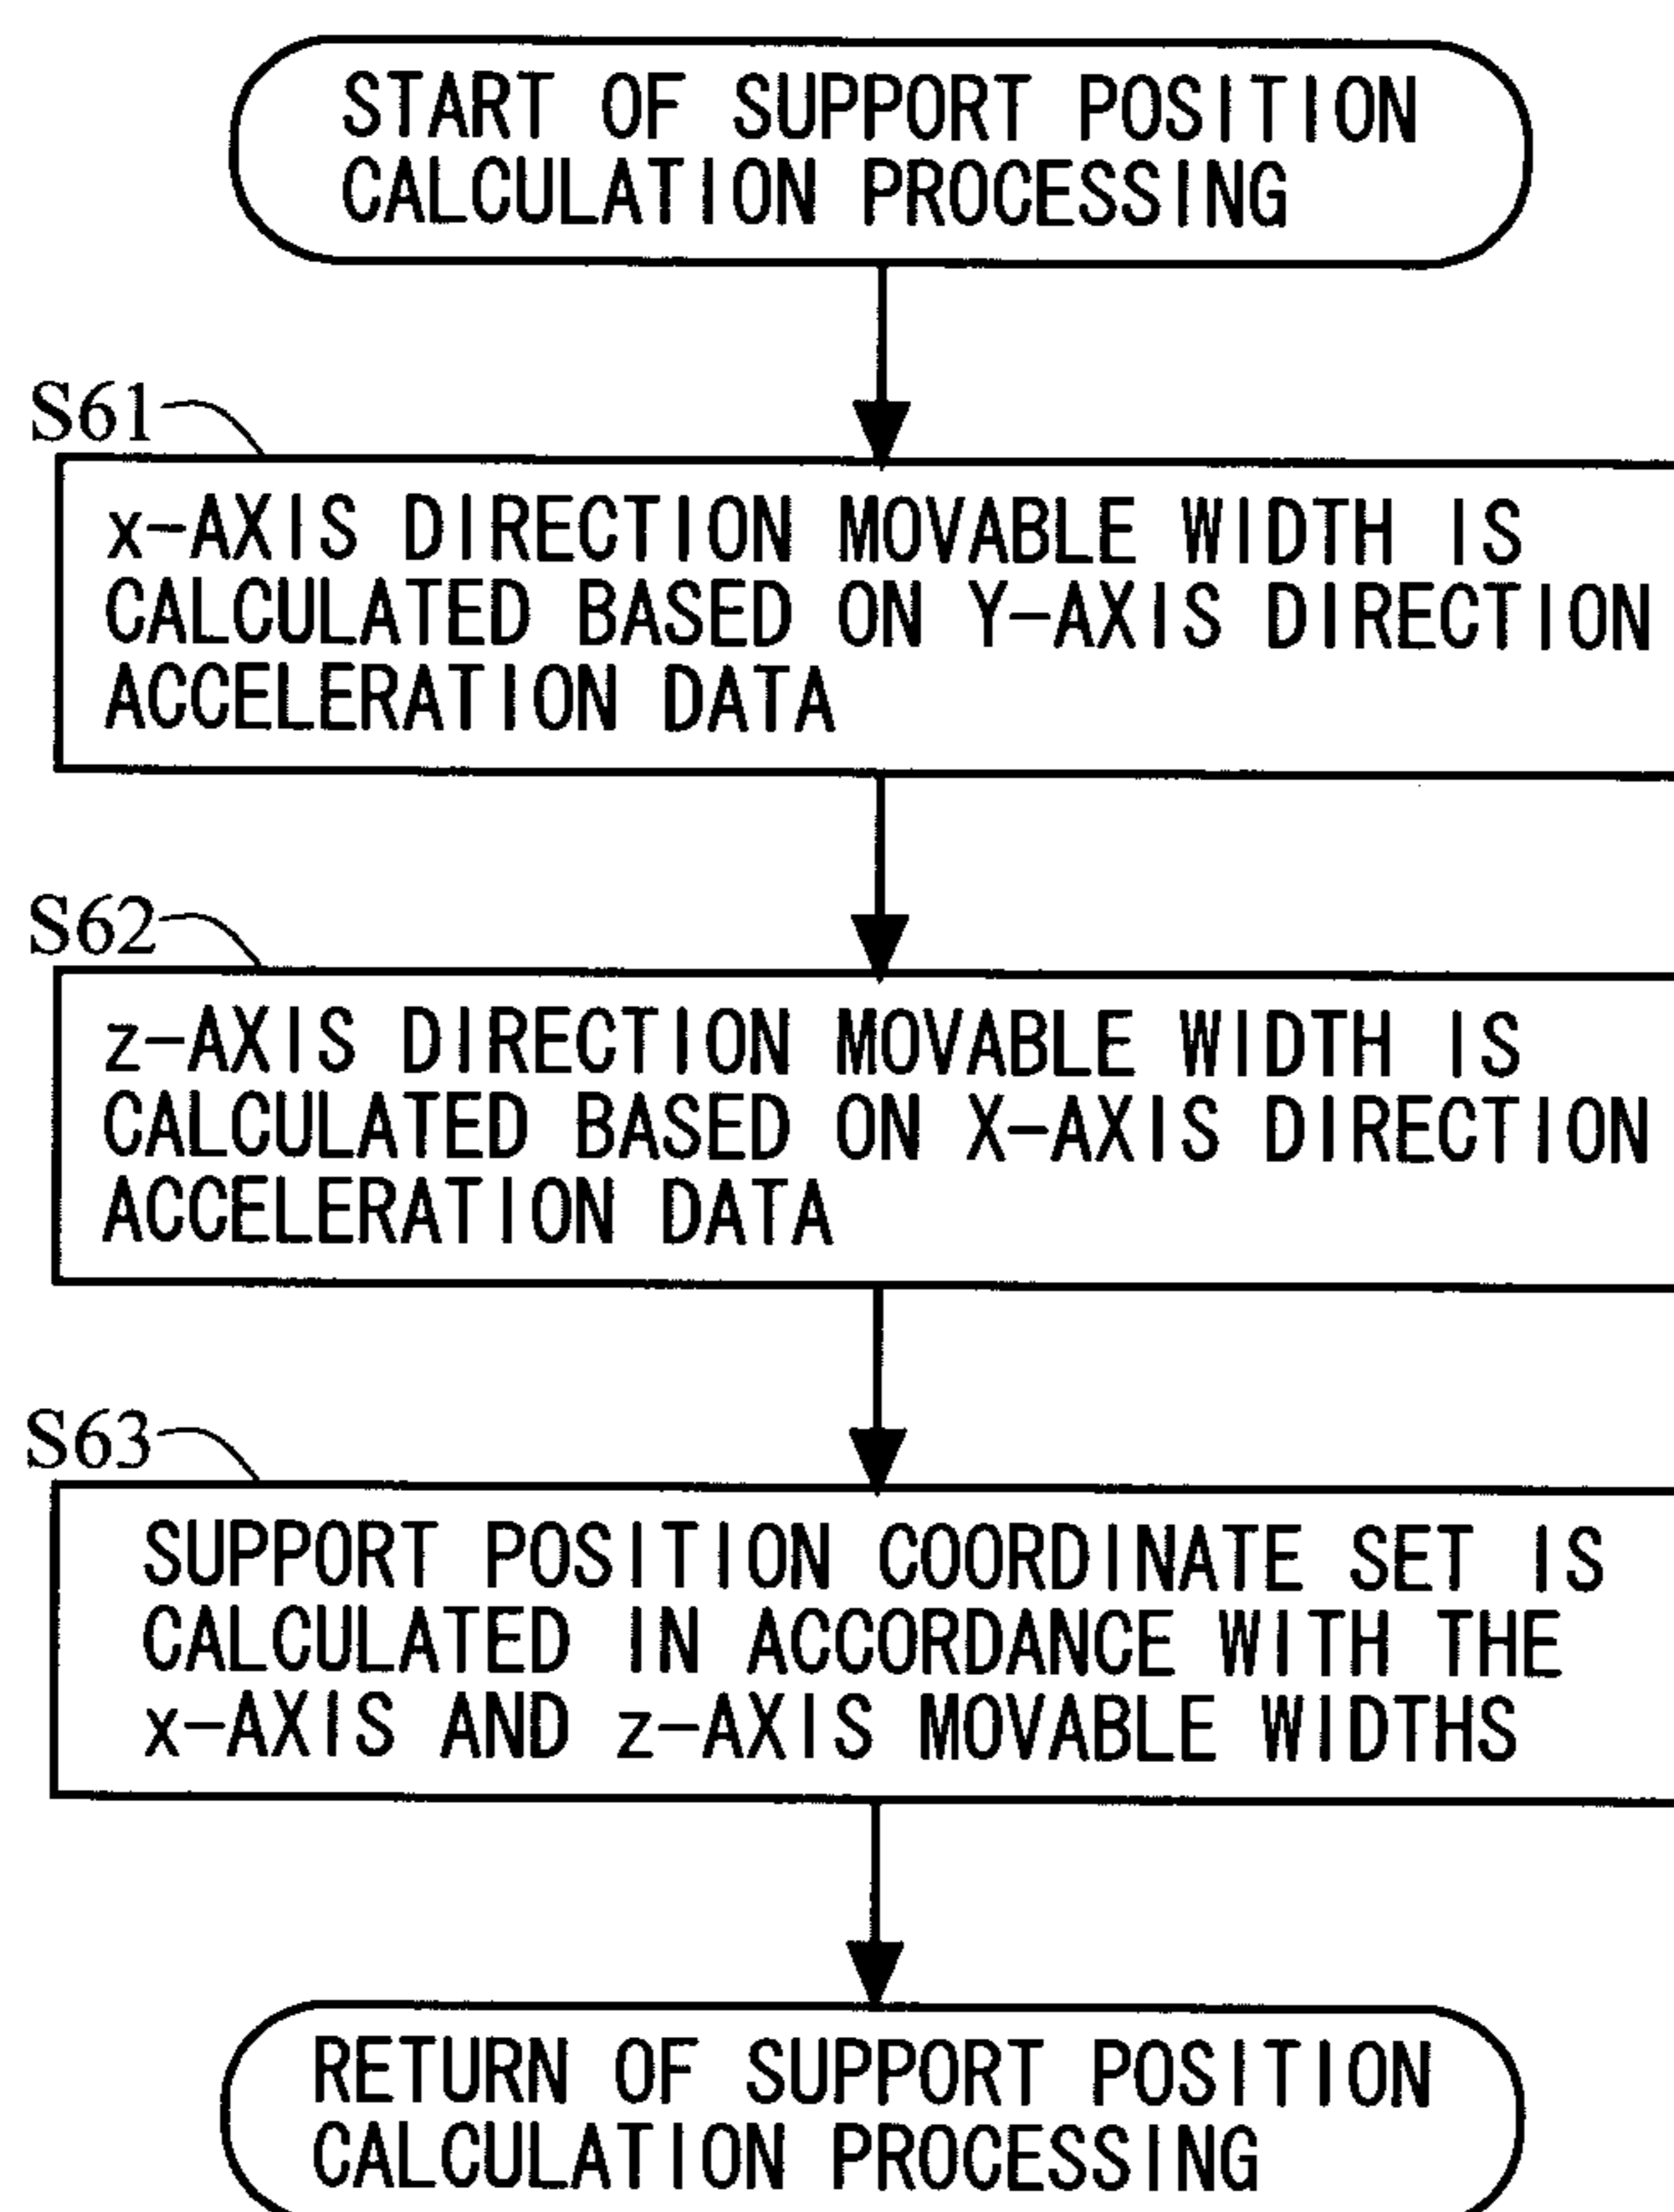 START OF SUPPORT POSITION
CALCULATION PROCESSING
S61
x-AXIS DIRECTION MOVABLE WIDTH IS
CALCULATED BASED ON Y-AXIS DIRECTION
ACCELERATION DATA
S62
z-AXIS DIRECTION MOVABLE WIDTH IS
CALCULATED BASED ON X-AXIS DIRECTION
ACCELERATION DATA
S63
SUPPORT POSITION COORDINATE SET IS
CALCULATED IN ACCORDANCE WITH THE
x-AXIS AND z-AXIS MOVABLE WIDTHS
RETURN OF SUPPORT POSITION
CALCULATION PROCESSING